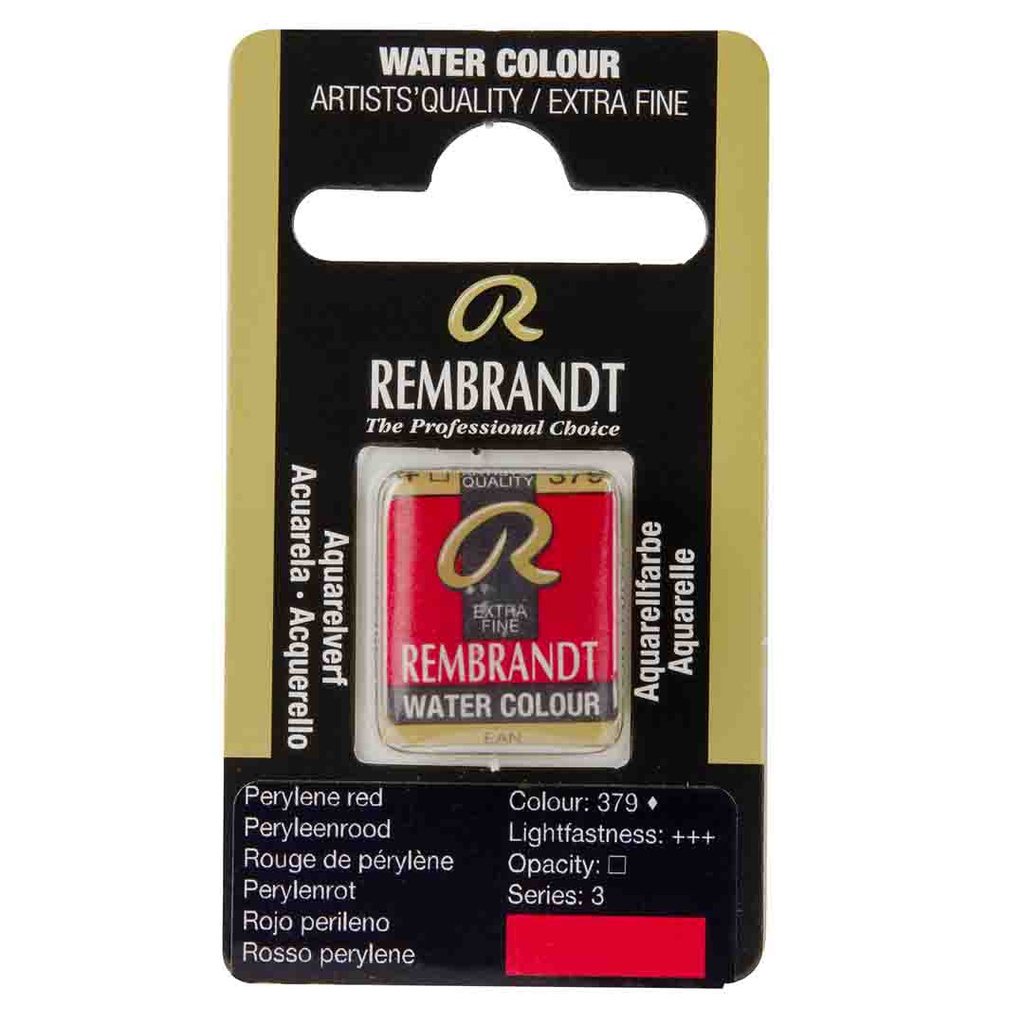 WATER COLOUR
ARTISTS' QUALITY / EXTRA FINE
R
REMBRANDT
The Professional Choice
Acuarela • Acquerello
Aquarelverf
+ □ 379
QUALITY
R
EXTRA
FINE
REMBRANDT
WATER COLOUR
EAN
Aquarellfarbe
Aquarelle
Perylene red
Peryleenrood
Rouge de pérylène
Perylenrot
Rojo perileno
Rosso perylene
Colour: 379 ♦
Lightfastness: +++
Opacity: □
Series: 3